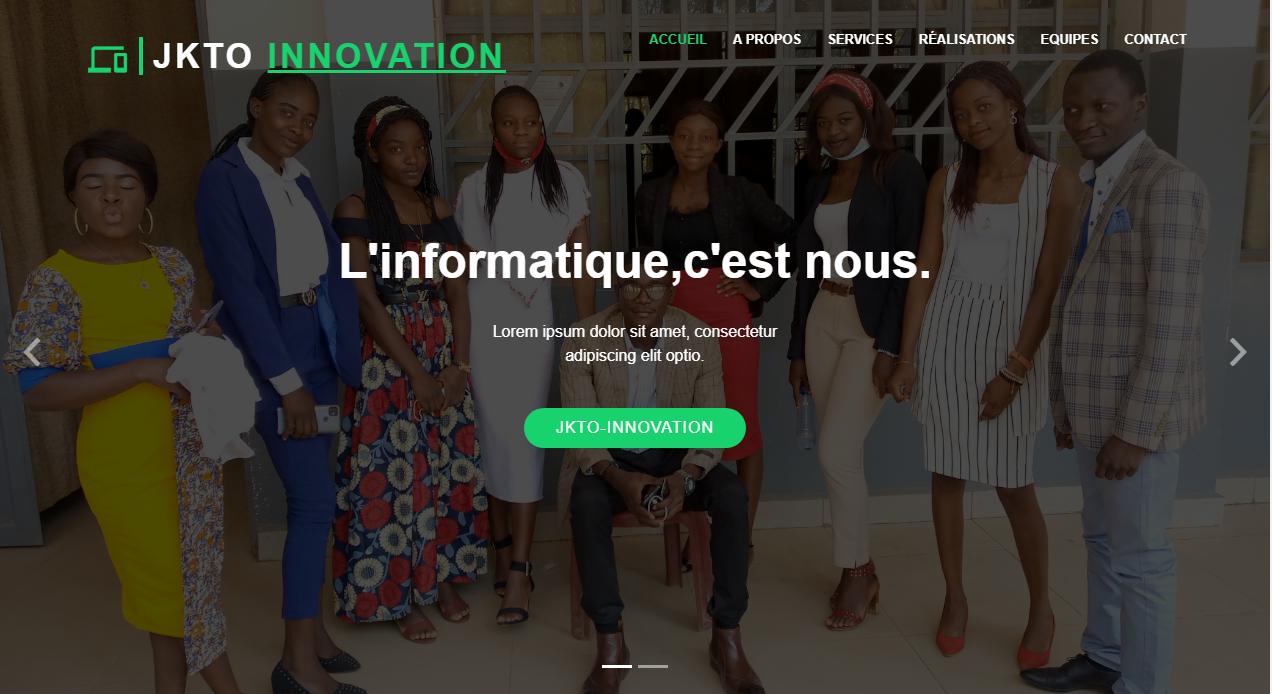 JKTO INNOVATION
ACCUEIL A PROPOS SERVICES RÉALISATIONS EQUIPES CONTACT
L'informatique,c'est nous.
Lorem ipsum dolor sit amet, consectetur
adipiscing elit optio.
JKTO-INNOVATION